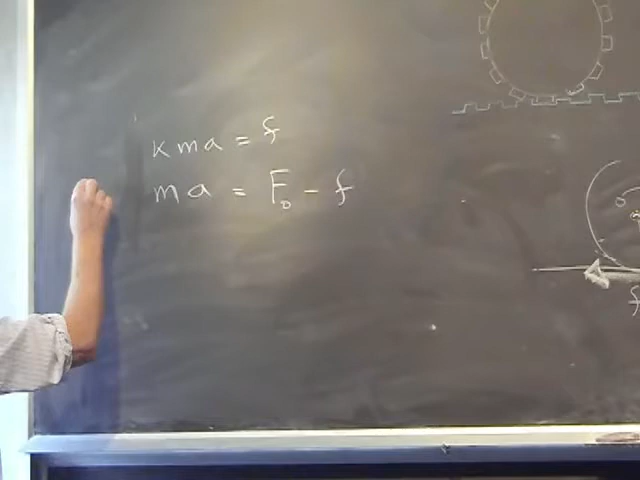 kma = f
ma = F₀ - f
f